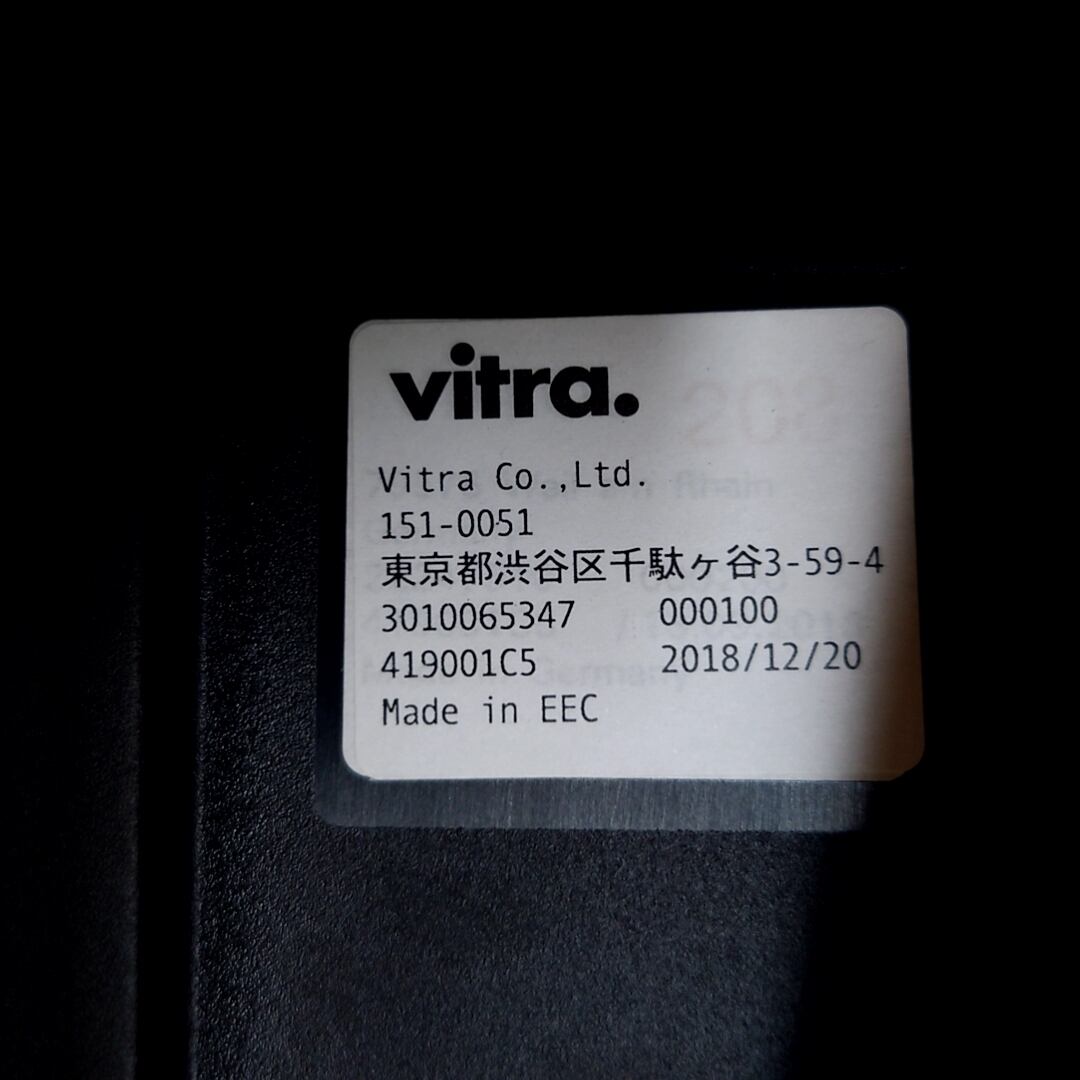 vitra.
Vitra Co.,Ltd.
151-0051
東京都渋谷区千駄ヶ谷3-59-4
3010065347 000100
419001C5 2018/12/20
Made in EEC